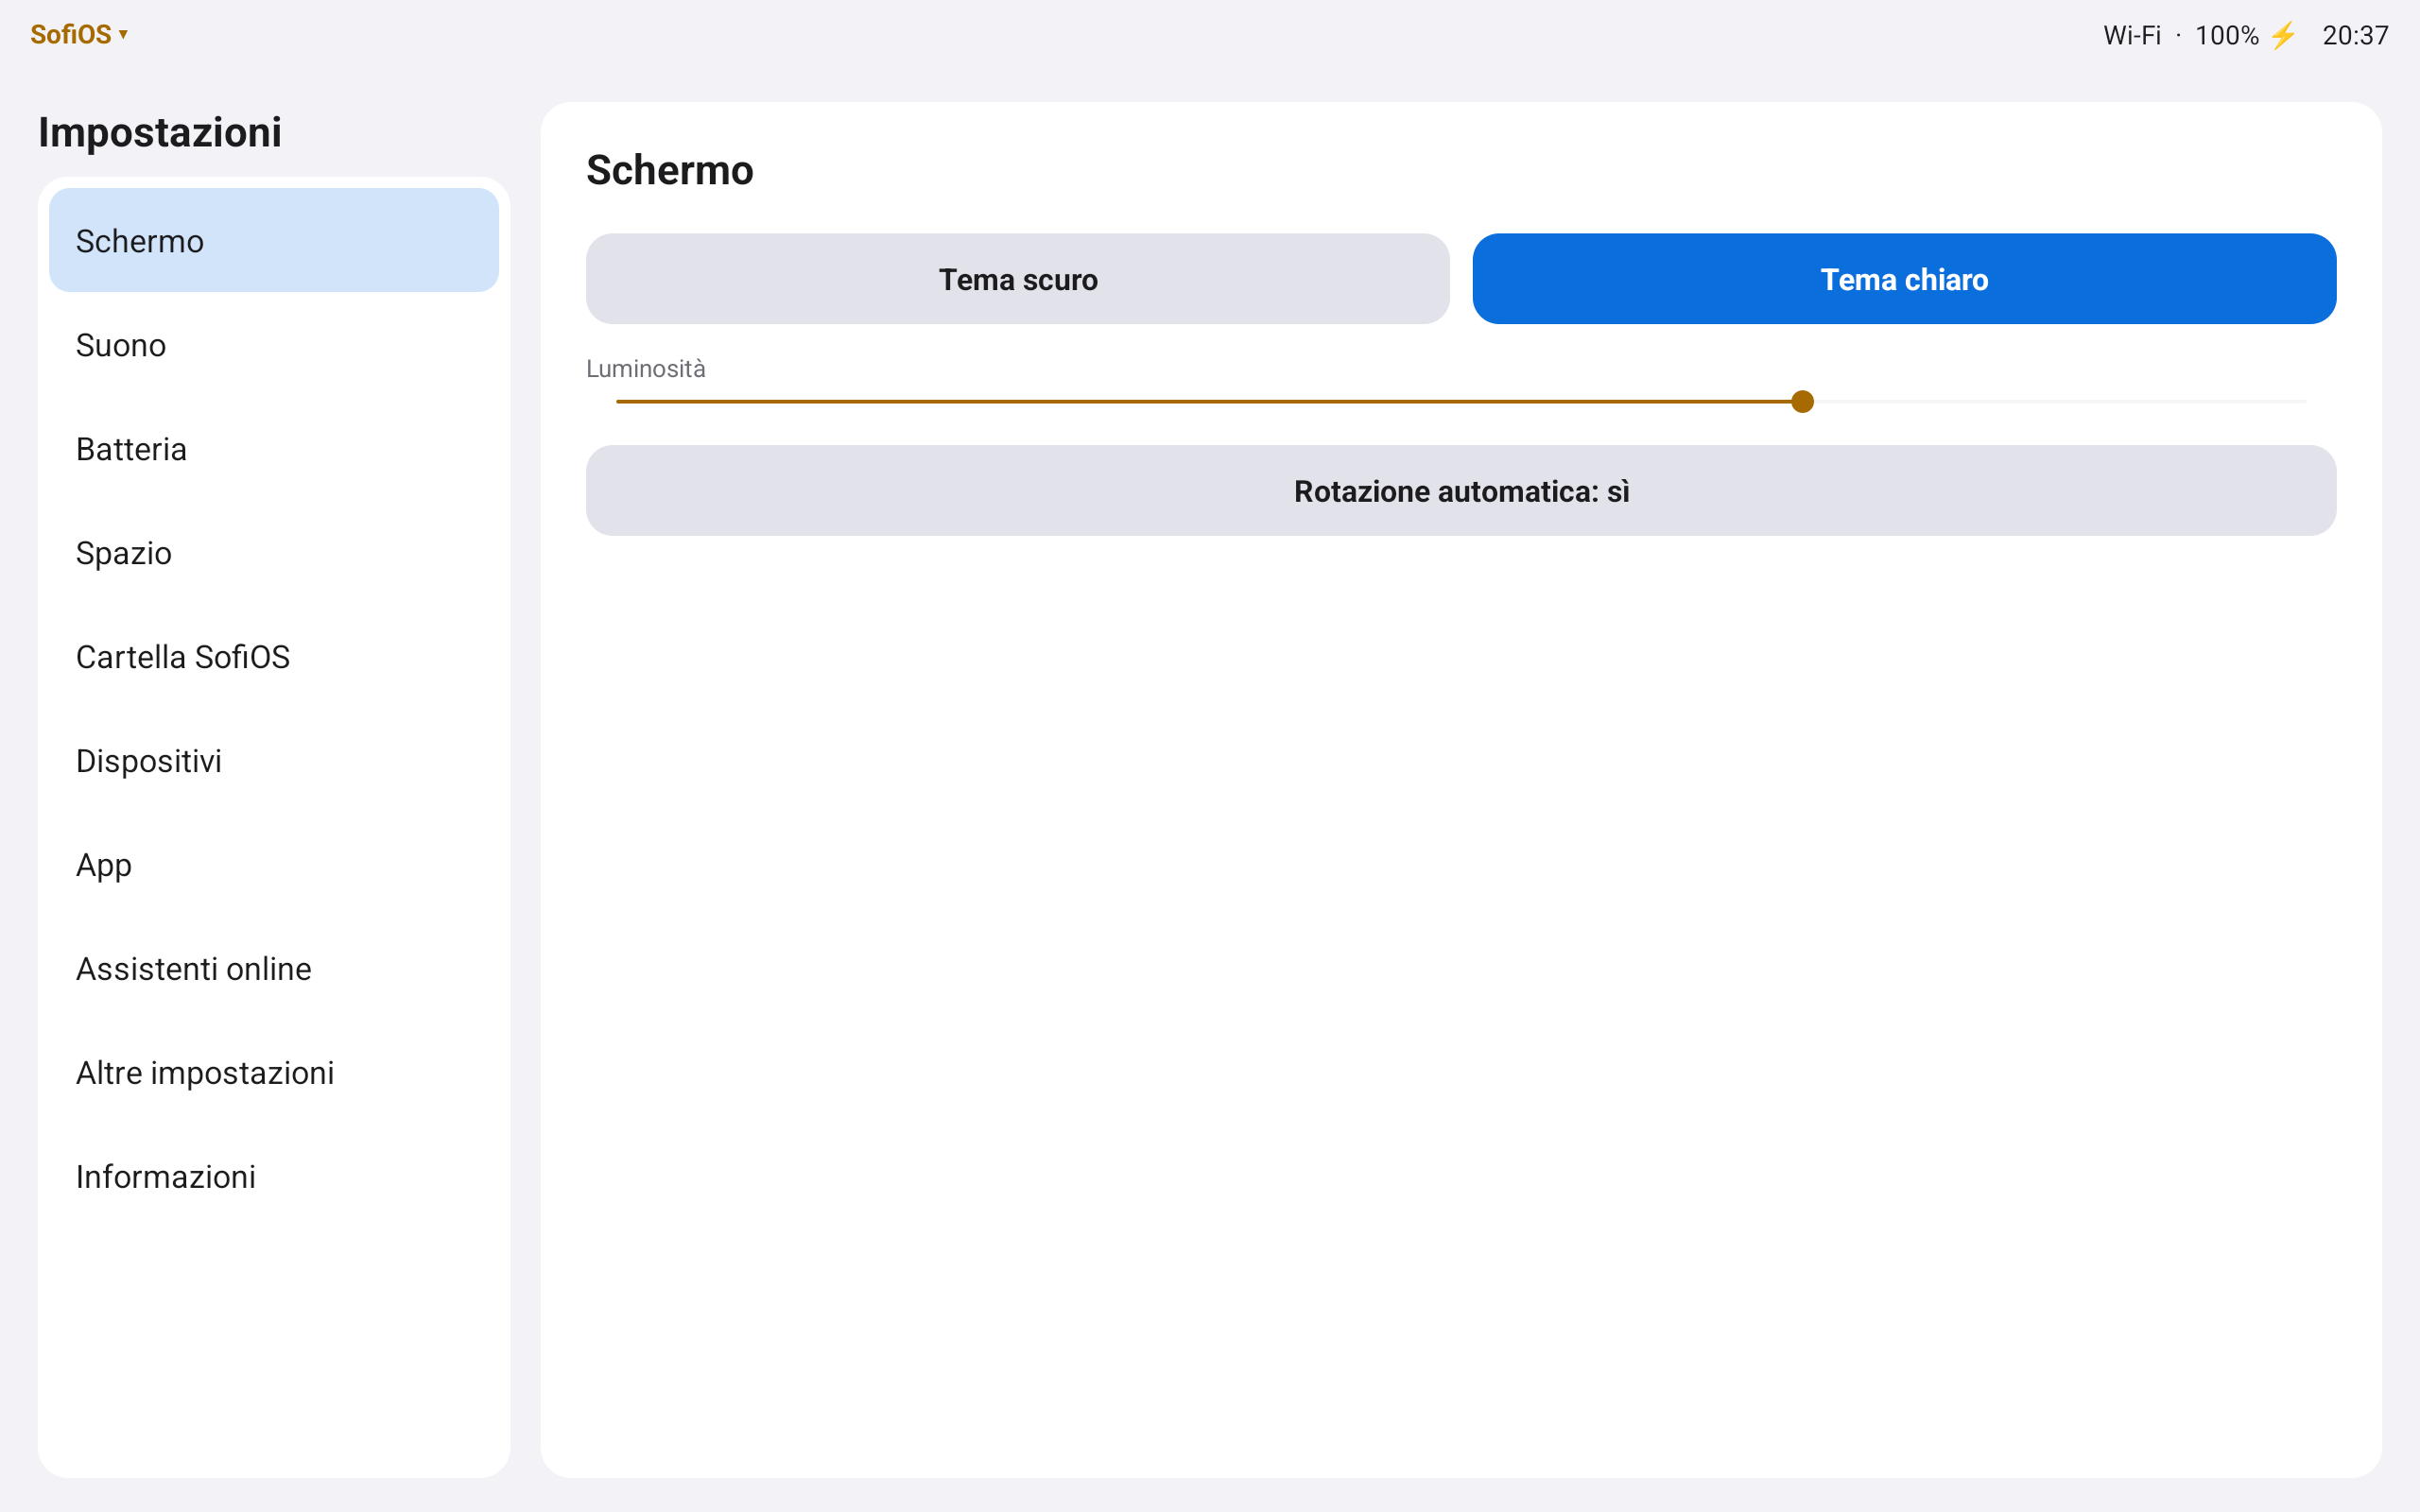 SofiOS ▾
Wi-Fi · 100% ⚡ 20:37
Impostazioni
Schermo
Suono
Batteria
Spazio
Cartella SofiOS
Dispositivi
App
Assistenti online
Altre impostazioni
Informazioni
Schermo
Tema scuro
Tema chiaro
Luminosità
Rotazione automatica: sì